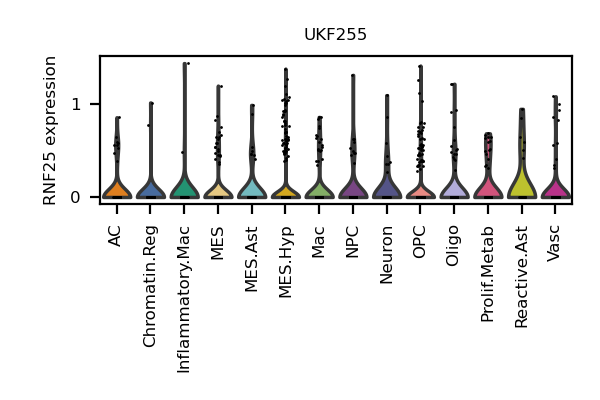 UKF255
RNF25 expression
1
0
AC
Chromatin.Reg
Inflammatory.Mac
MES
MES.Ast
MES.Hyp
Mac
NPC
Neuron
OPC
Oligo
Prolif.Metab
Reactive.Ast
Vasc